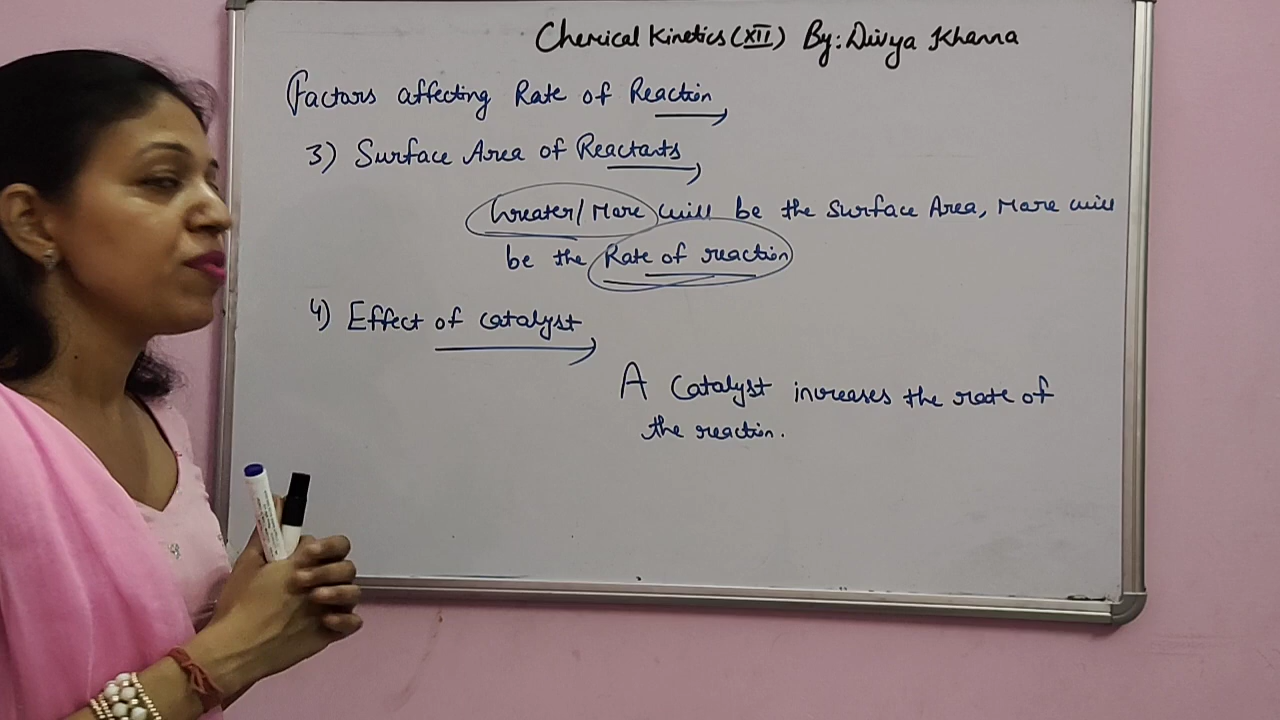 Chemical Kinetics (XII) By: Divya Khanna
Factors affecting Rate of Reaction
3) Surface Area of Reactants
Greater/More will be the Surface Area, More will
be the Rate of reaction
4) Effect of catalyst
A Catalyst increases the rate of
the reaction.